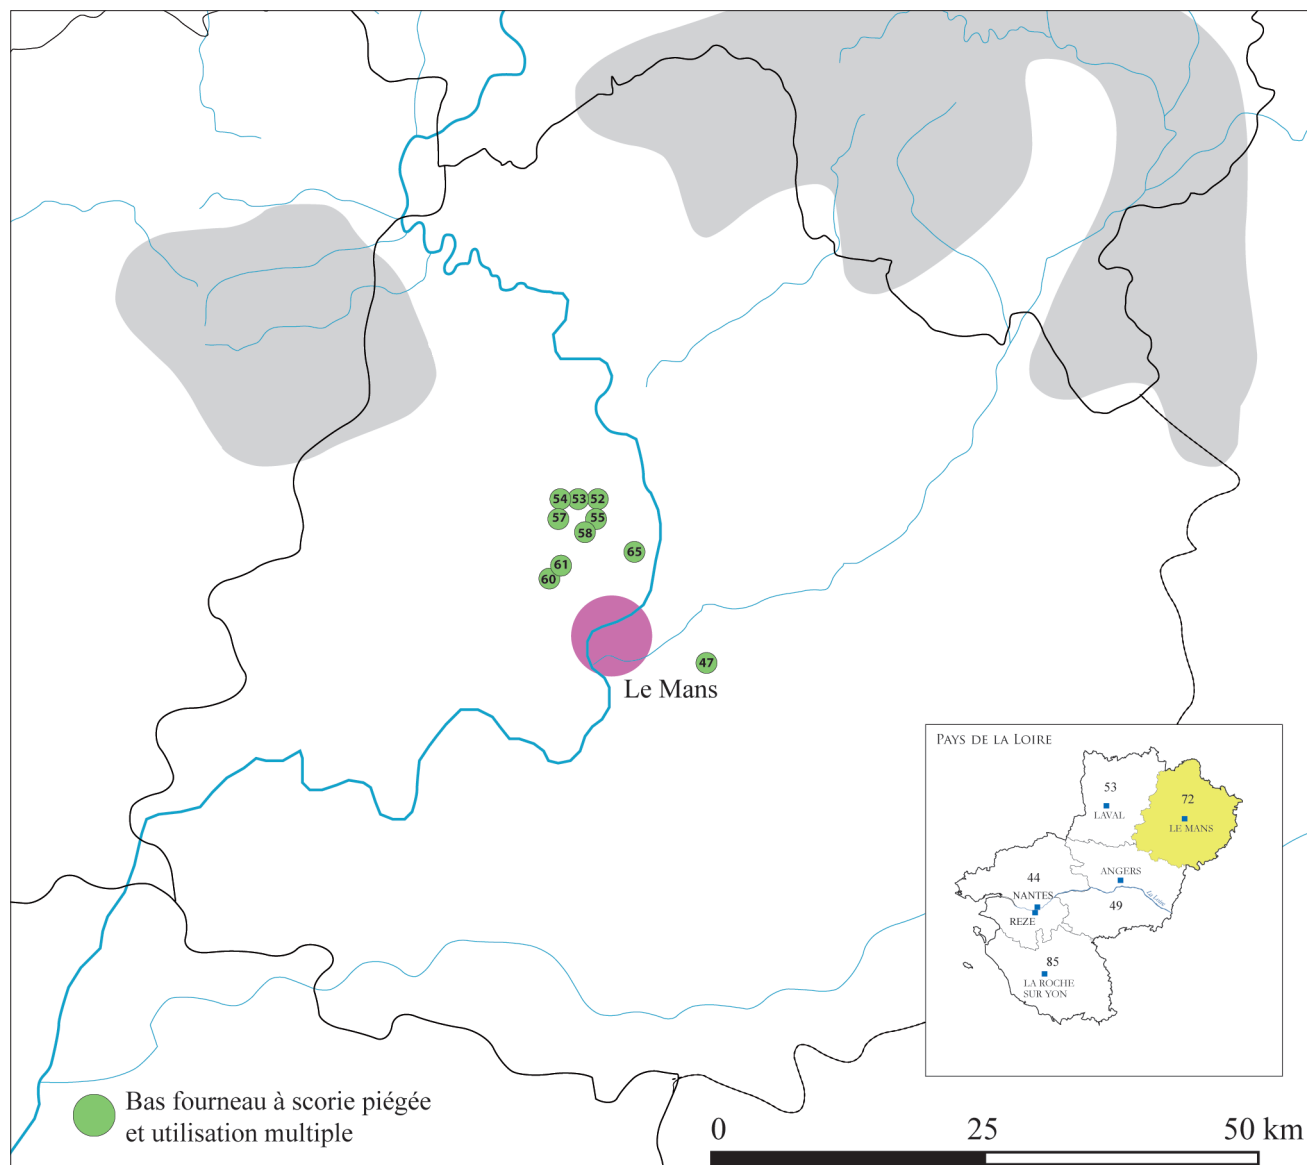 54 53 52
57 55
58
65
61
60
47
Le Mans
PAYS DE LA LOIRE
53
LAVAL
72
LE MANS
44
ANGERS
NANTES
La Loire
REZE
49
85
LA ROCHE
SUR YON
Bas fourneau à scorie piégée
et utilisation multiple
0 25 50 km